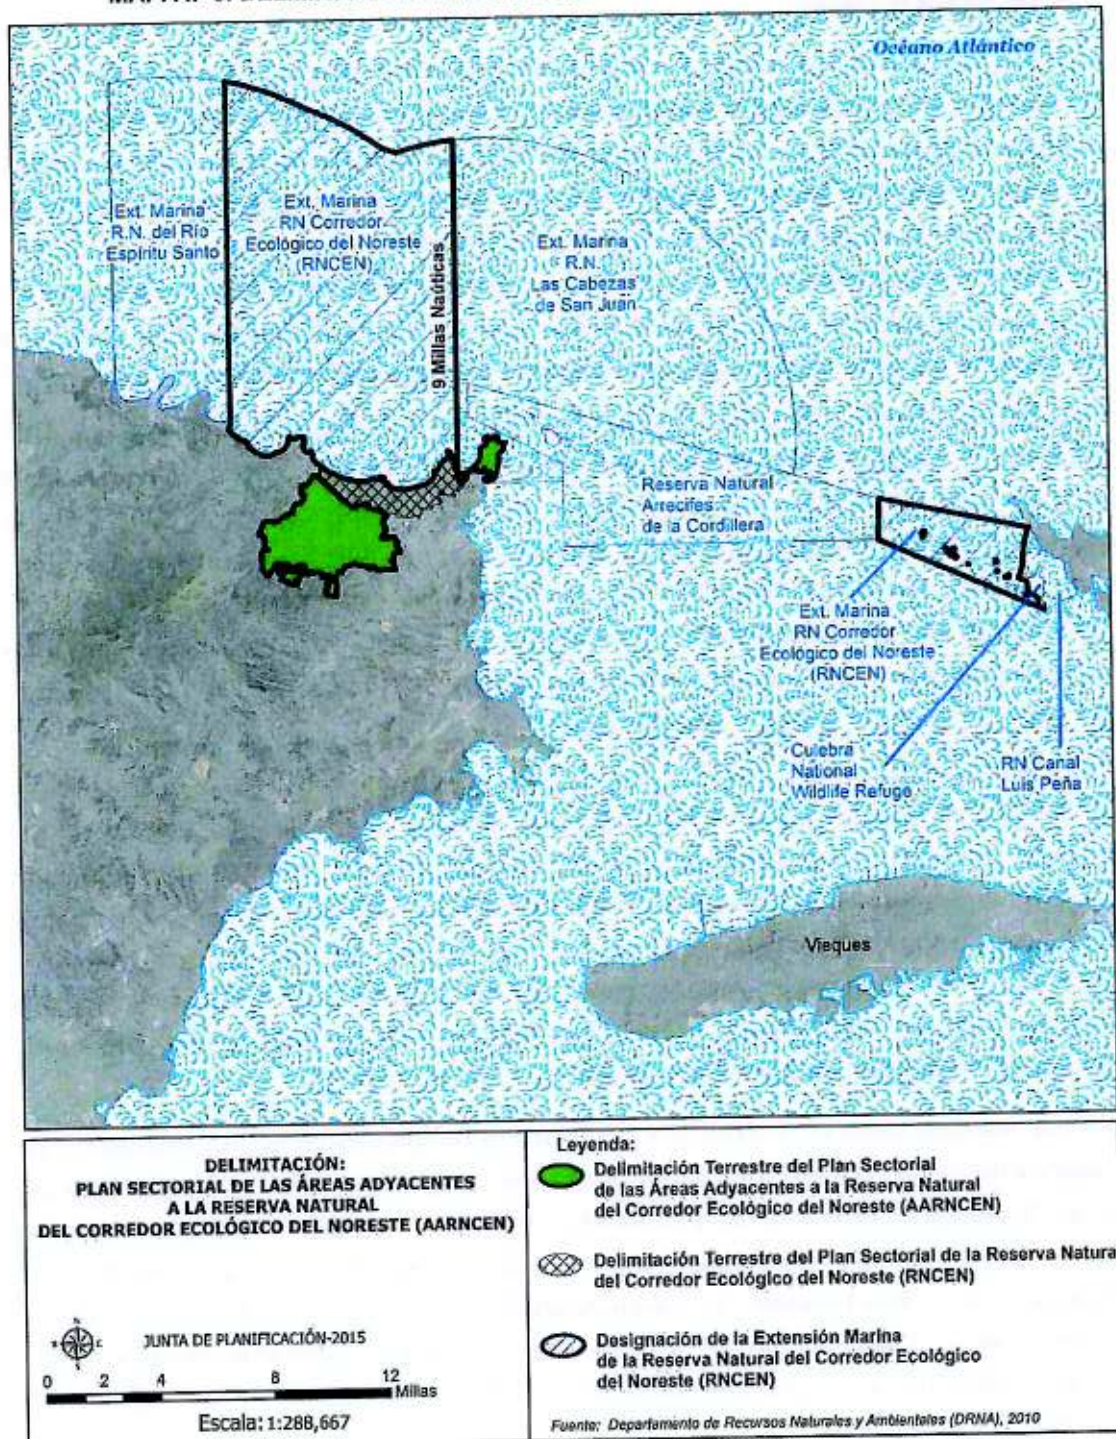 Océano Atlántico
Ext. Marina
R.N. del Río
Espíritu Santo
Ext. Marina
RN Corredor
Ecológico del Noreste
(RNCEN)
9 Millas Naúticas
Ext. Marina
R.N.
Las Cabezas
de San Juan
Reserva Natural
Arrecifes
de la Cordillera
Ext. Marina
RN Corredor
Ecológico del Noreste
(RNCEN)
Culebra
National
Wildlife Refuge
RN Canal
Luis Peña
Vieques
DELIMITACIÓN:
PLAN SECTORIAL DE LAS ÁREAS ADYACENTES
A LA RESERVA NATURAL
DEL CORREDOR ECOLÓGICO DEL NORESTE (AARNCEN)
JUNTA DE PLANIFICACIÓN-2015
0 2 4 8 12
Millas
Escala: 1:288,667
Leyenda:
Delimitación Terrestre del Plan Sectorial
de las Áreas Adyacentes a la Reserva Natural
del Corredor Ecológico del Noreste (AARNCEN)
Delimitación Terrestre del Plan Sectorial de la Reserva Natura
del Corredor Ecológico del Noreste (RNCEN)
Designación de la Extensión Marina
de la Reserva Natural del Corredor Ecológico
del Noreste (RNCEN)
Fuente: Departamento de Recursos Naturales y Ambientales (DRNA), 2010